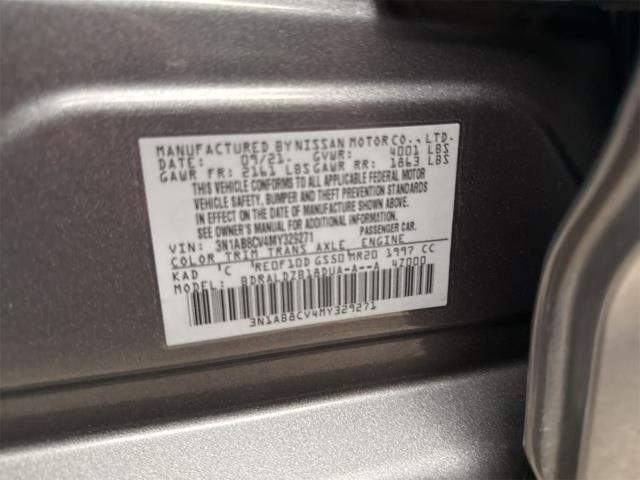 MANUFACTURED BY NISSAN MOTOR CO., LTD.
DATE: 09/21. GVWR: 4001 LBS
GAWR FR: 2161 LBS GAWR RR: 1863 LBS
THIS VEHICLE CONFORMS TO ALL APPLICABLE FEDERAL MOTOR
VEHICLE SAFETY, BUMPER AND THEFT PREVENTION STANDARDS
IN EFFECT ON THE DATE OF MANUFACTURE SHOWN ABOVE.
SEE OWNER'S MANUAL FOR ADDITIONAL INFORMATION.
VIN: 3N1AB8CV4MY329271 PASSENGER CAR.
COLOR TRIM TRANS AXLE ENGINE
KAD C RE0F10D GS50 MR20 1997 CC
BDRALDZB18DUA-A--A 4Z000
3N1AB8CV4MY329271